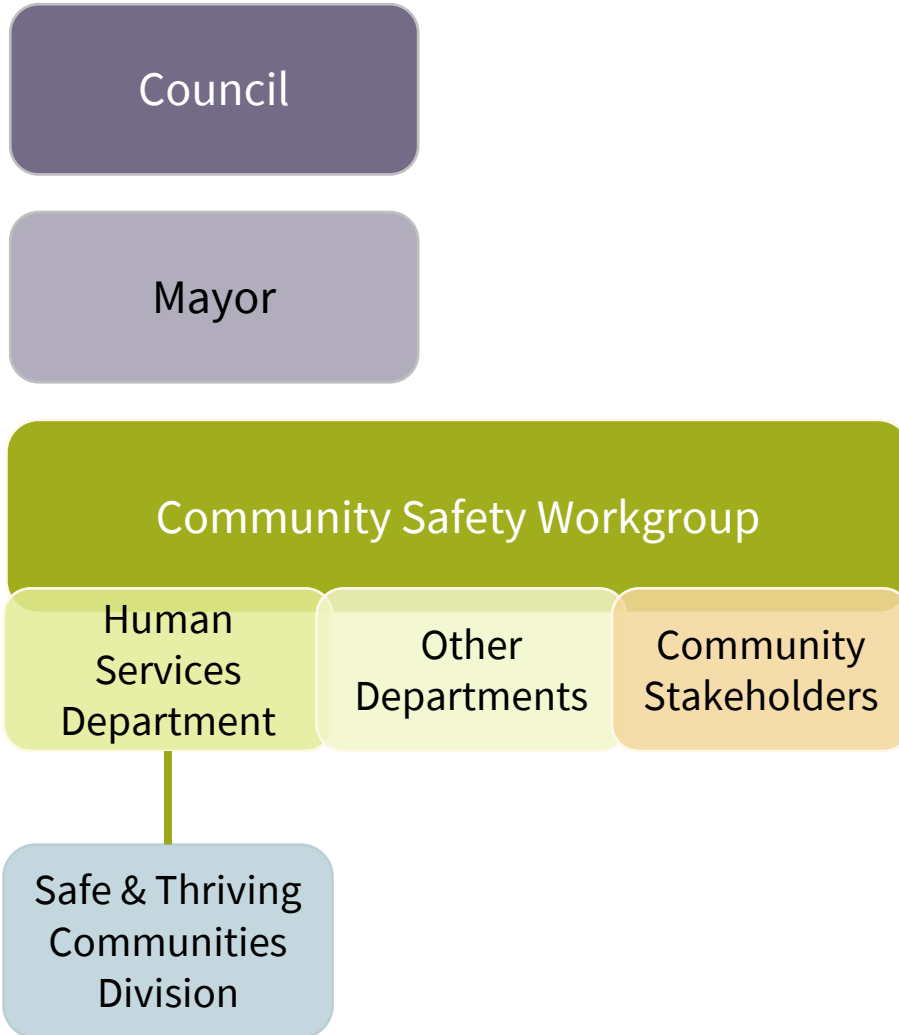 Council
Mayor
Community Safety Workgroup
Human
Services
Department
Other
Departments
Community
Stakeholders
Safe & Thriving
Communities
Division